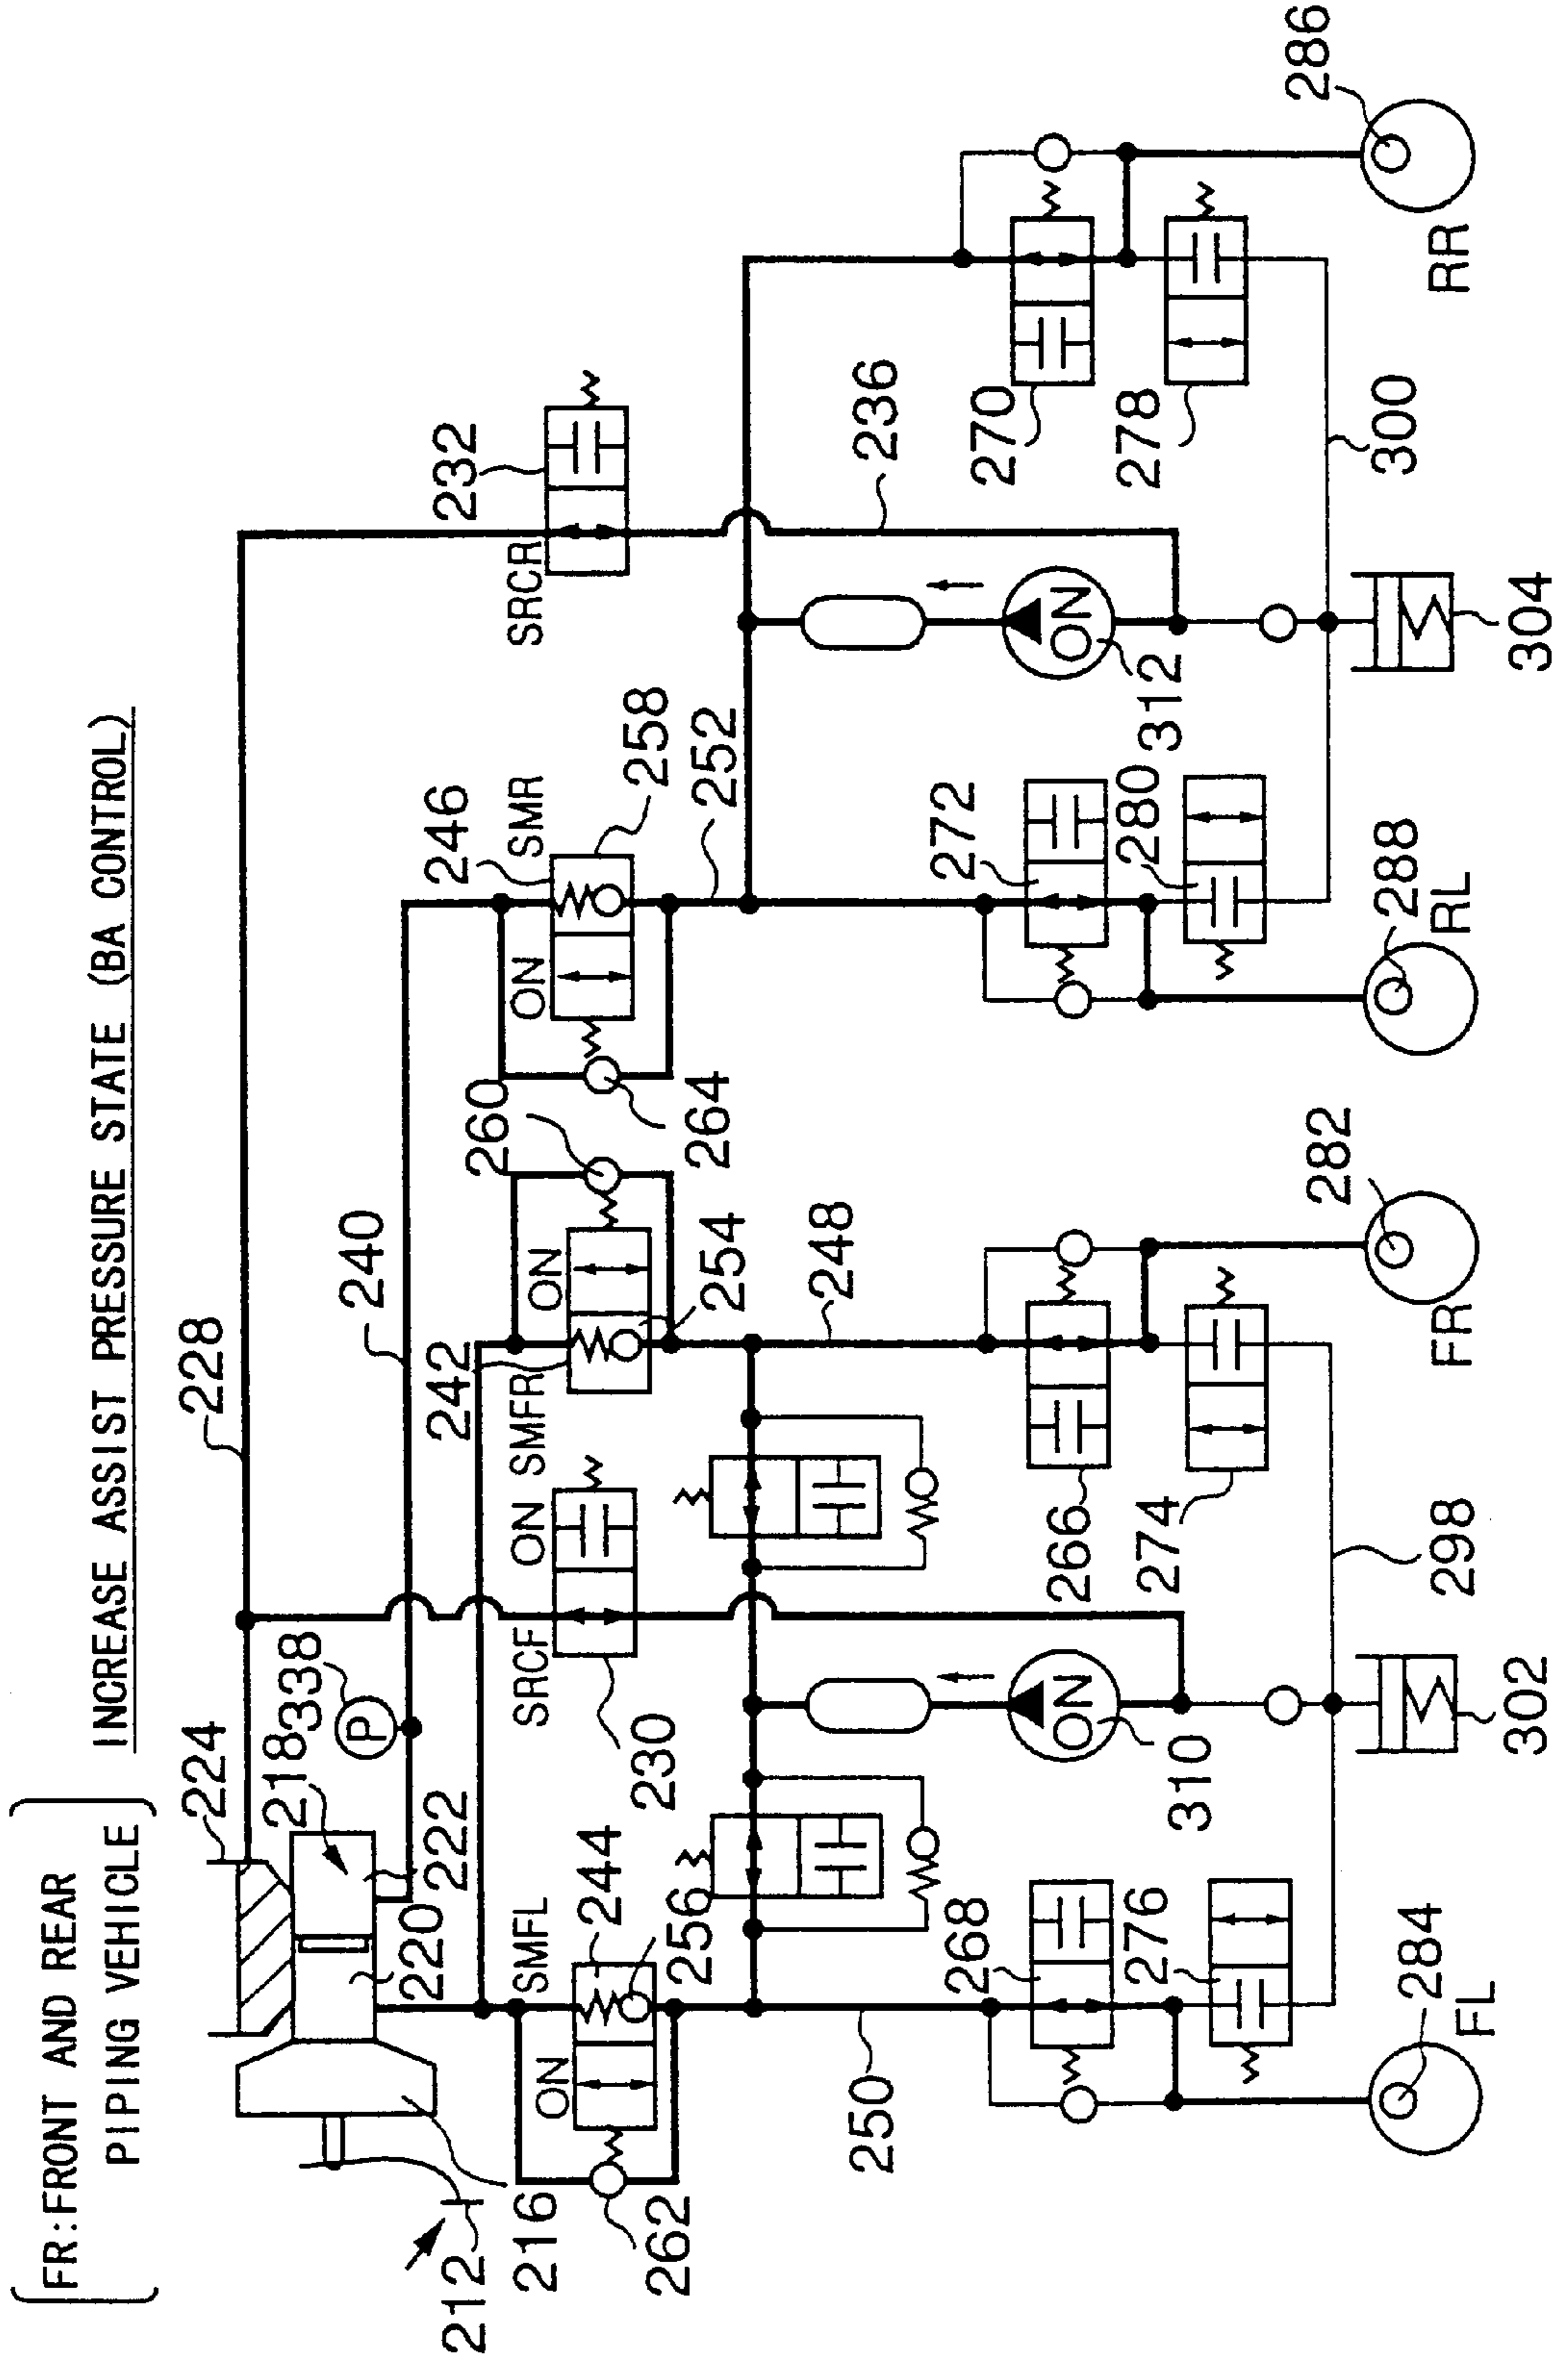 FR:FRONT AND REAR
PIPING VEHICLE
INCREASE ASSIST PRESSURE STATE (BA CONTROL)
224
218
338
P
228
240
222
220
216
212
SMFL
244
ON
256
262
SRCF
ON
230
SMFR
242
ON
254
260
264
246
SMR
ON
258
SRCR
232
252
248
250
236
268
276
310
ON
266
274
272
280
312
ON
270
278
284
FL
302
298
282
FR
288
RL
304
300
286
RR